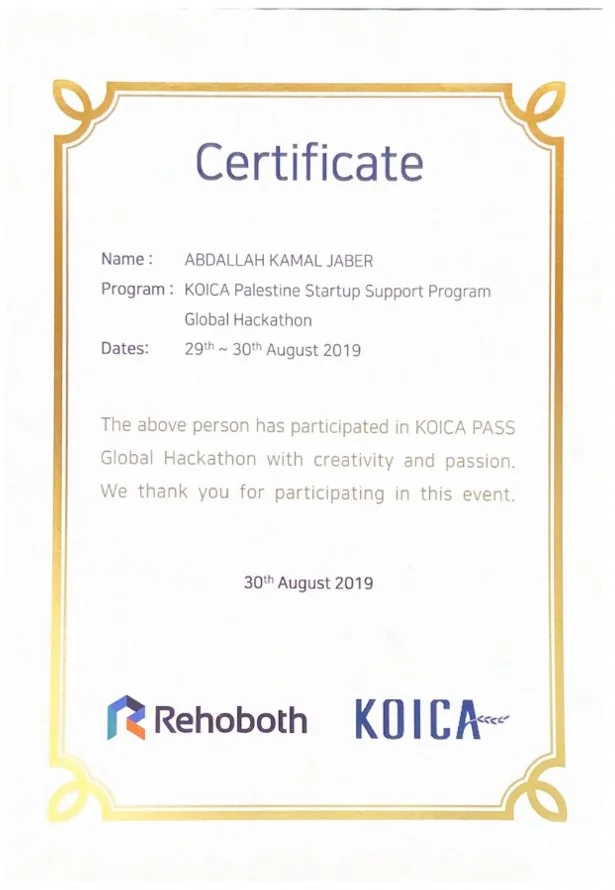 Certificate
Name : ABDALLAH KAMAL JABER
Program : KOICA Palestine Startup Support Program
Global Hackathon
Dates: 29th ~ 30th August 2019
The above person has participated in KOICA PASS
Global Hackathon with creativity and passion.
We thank you for participating in this event.
30th August 2019
Rehoboth KOICA